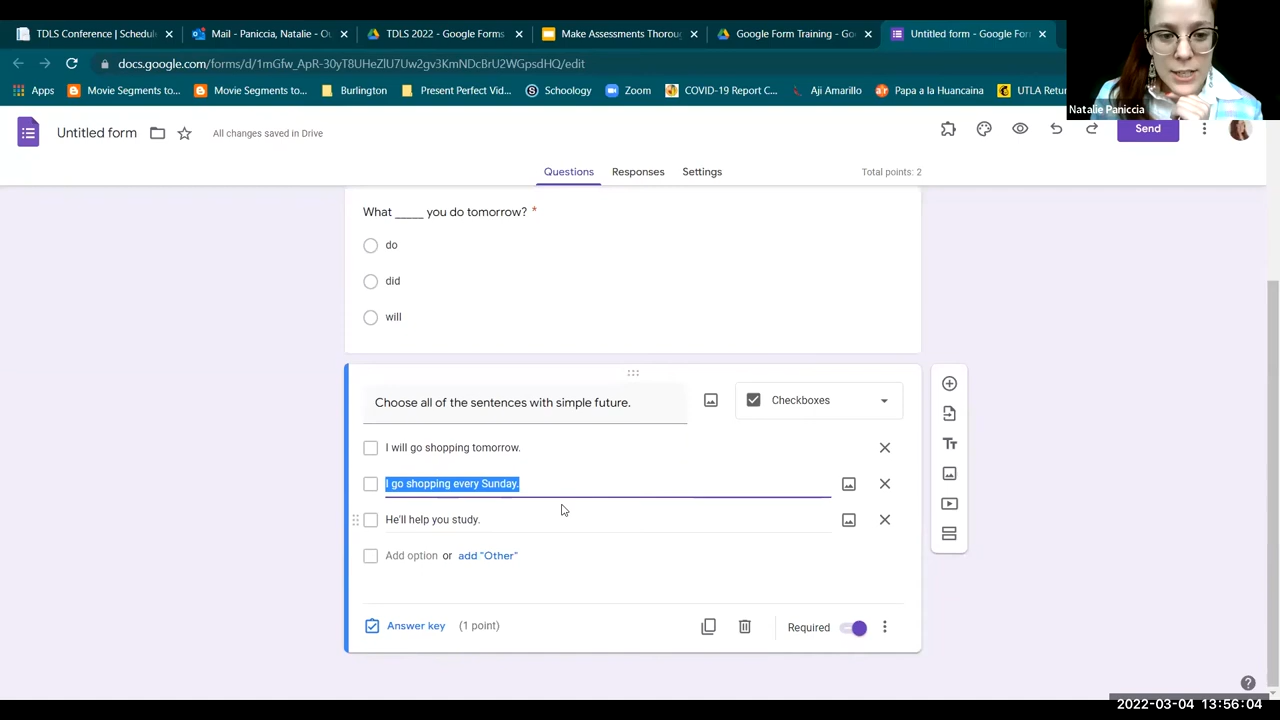 TDLS Conference | Schedul
Mail - Paniccia, Natalie - Ou
TDLS 2022 - Google Forms
Make Assessments Thoroug
Google Form Training - Go
Untitled form - Google For
docs.google.com/forms/d/1mGfw_ApR-30yT8UHeZlU7Uw2gv3KmNDcBrU2WGpsdHQ/edit
Apps
Movie Segments to...
Movie Segments to...
Burlington
Present Perfect Vid...
Schoology
Zoom
COVID-19 Report C...
Aji Amarillo
Papa a la Huancaina
UTLA Retu
Natalie Paniccia
Untitled form
All changes saved in Drive
Send
Questions
Responses
Settings
Total points: 2
What _____ you do tomorrow? *
do
did
will
Choose all of the sentences with simple future.
Checkboxes
I will go shopping tomorrow.
I go shopping every Sunday.
He'll help you study.
Add option or add "Other"
Answer key (1 point)
Required
2022-03-04 13:56:04